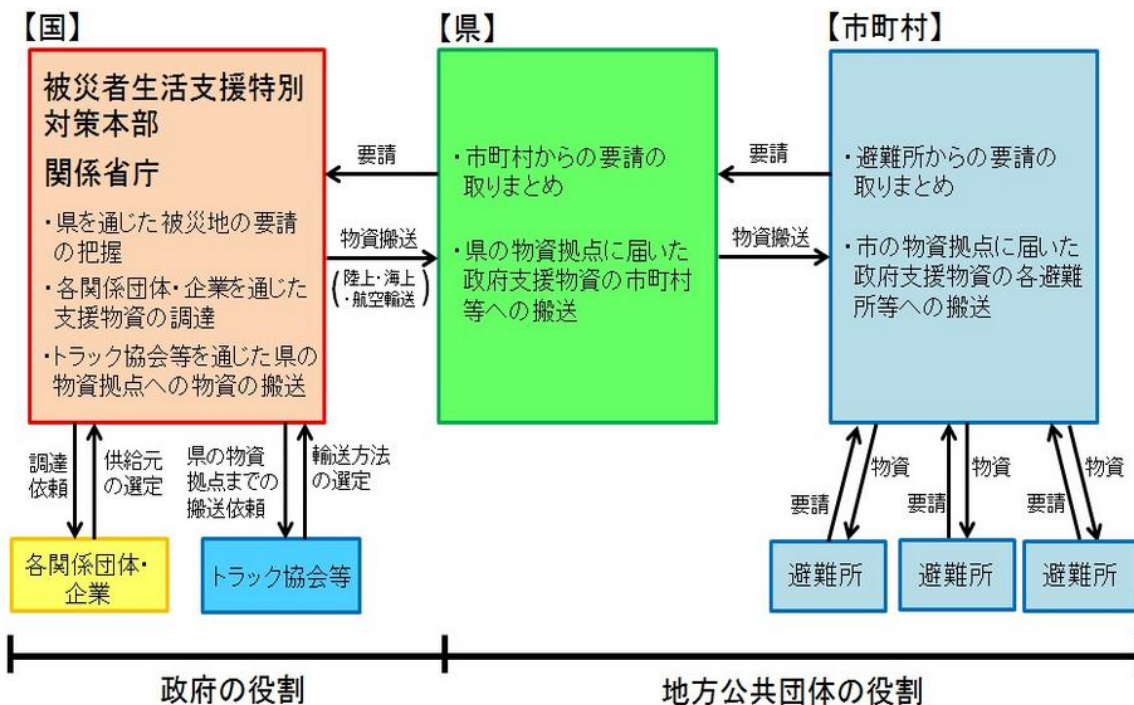 【国】
被災者生活支援特別
対策本部
関係省庁
・県を通じた被災地の要請
の把握
・各関係団体・企業を通じた
支援物資の調達
・トラック協会等を通じた県の
物資拠点への物資の搬送
要請
物資搬送
(陸上・海上
・航空輸送)
【県】
・市町村からの要請の
取りまとめ
・県の物資拠点に届いた
政府支援物資の市町村
等への搬送
要請
物資搬送
【市町村】
・避難所からの要請の
取りまとめ
・市の物資拠点に届いた
政府支援物資の各避難
所等への搬送
調達
依頼
供給元
の選定
県の物資
拠点までの
搬送依頼
輸送方法
の選定
各関係団体・
企業
トラック協会等
要請
物資
要請
物資
要請
物資
避難所
避難所
避難所
政府の役割
地方公共団体の役割